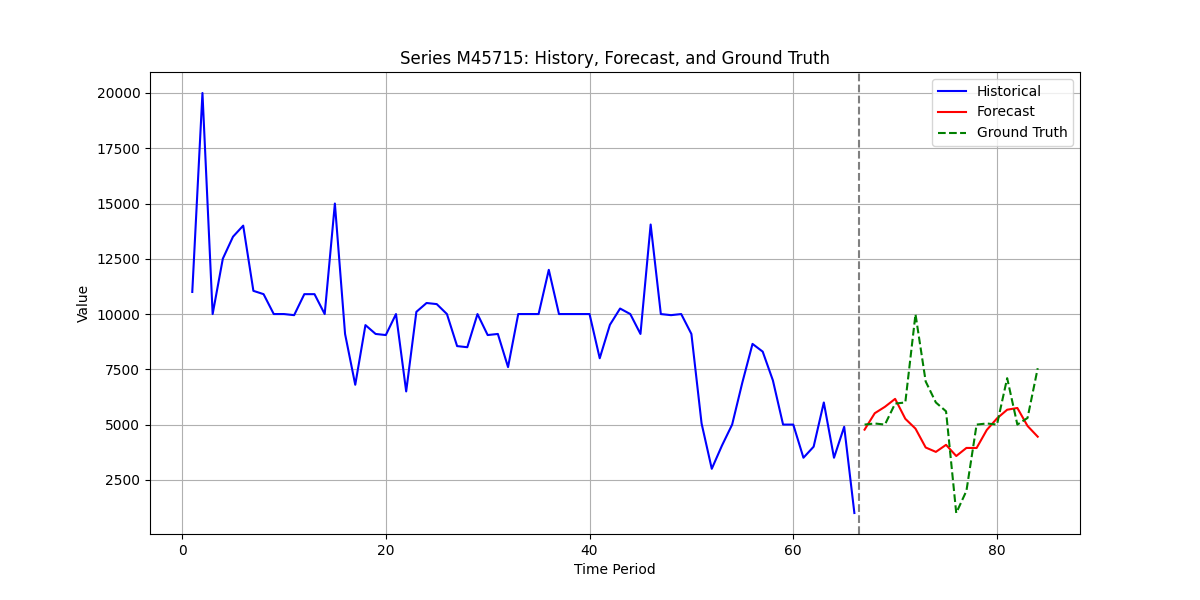 Series M45715: History, Forecast, and Ground Truth
Historical
Forecast
Ground Truth
Value
20000
17500
15000
12500
10000
7500
5000
2500
0
20
40
60
80
Time Period